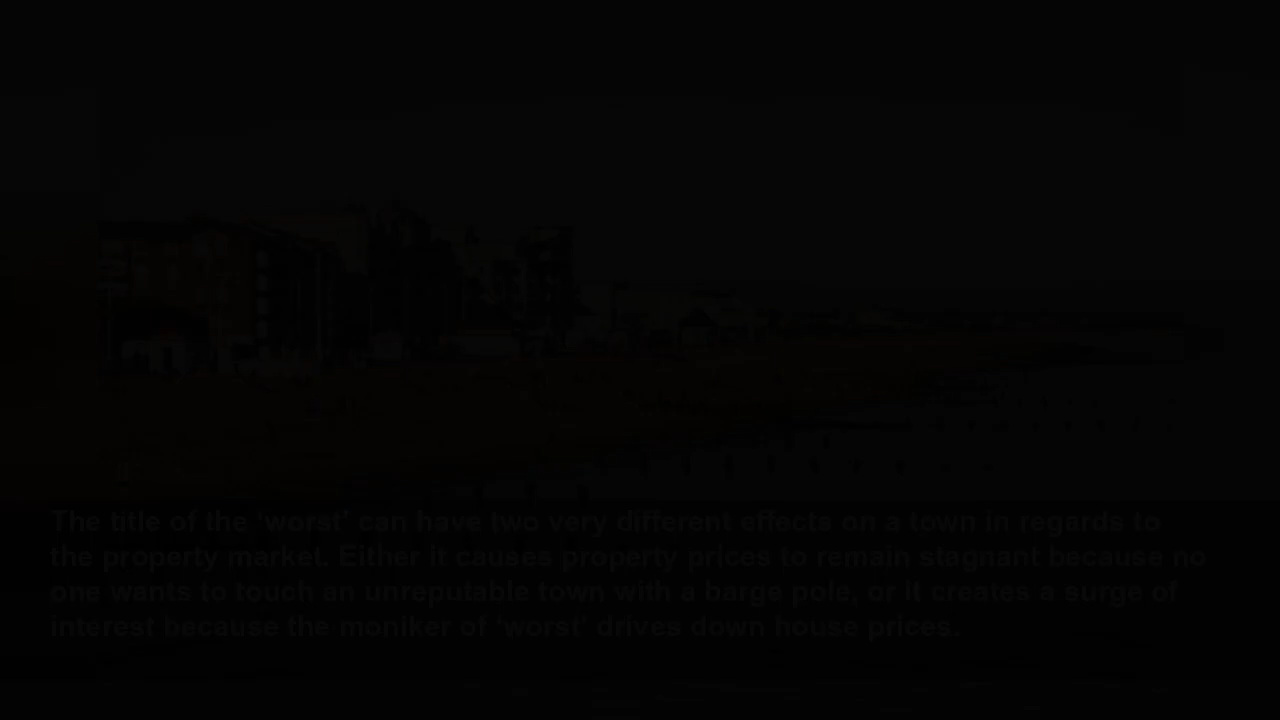 The title of the 'worst' can have two very different effects on a town in regards to
the property market. Either it causes property prices to remain stagnant because no
one wants to touch an unreputable town with a barge pole, or it creates a surge of
interest because the moniker of 'worst' drives down house prices.